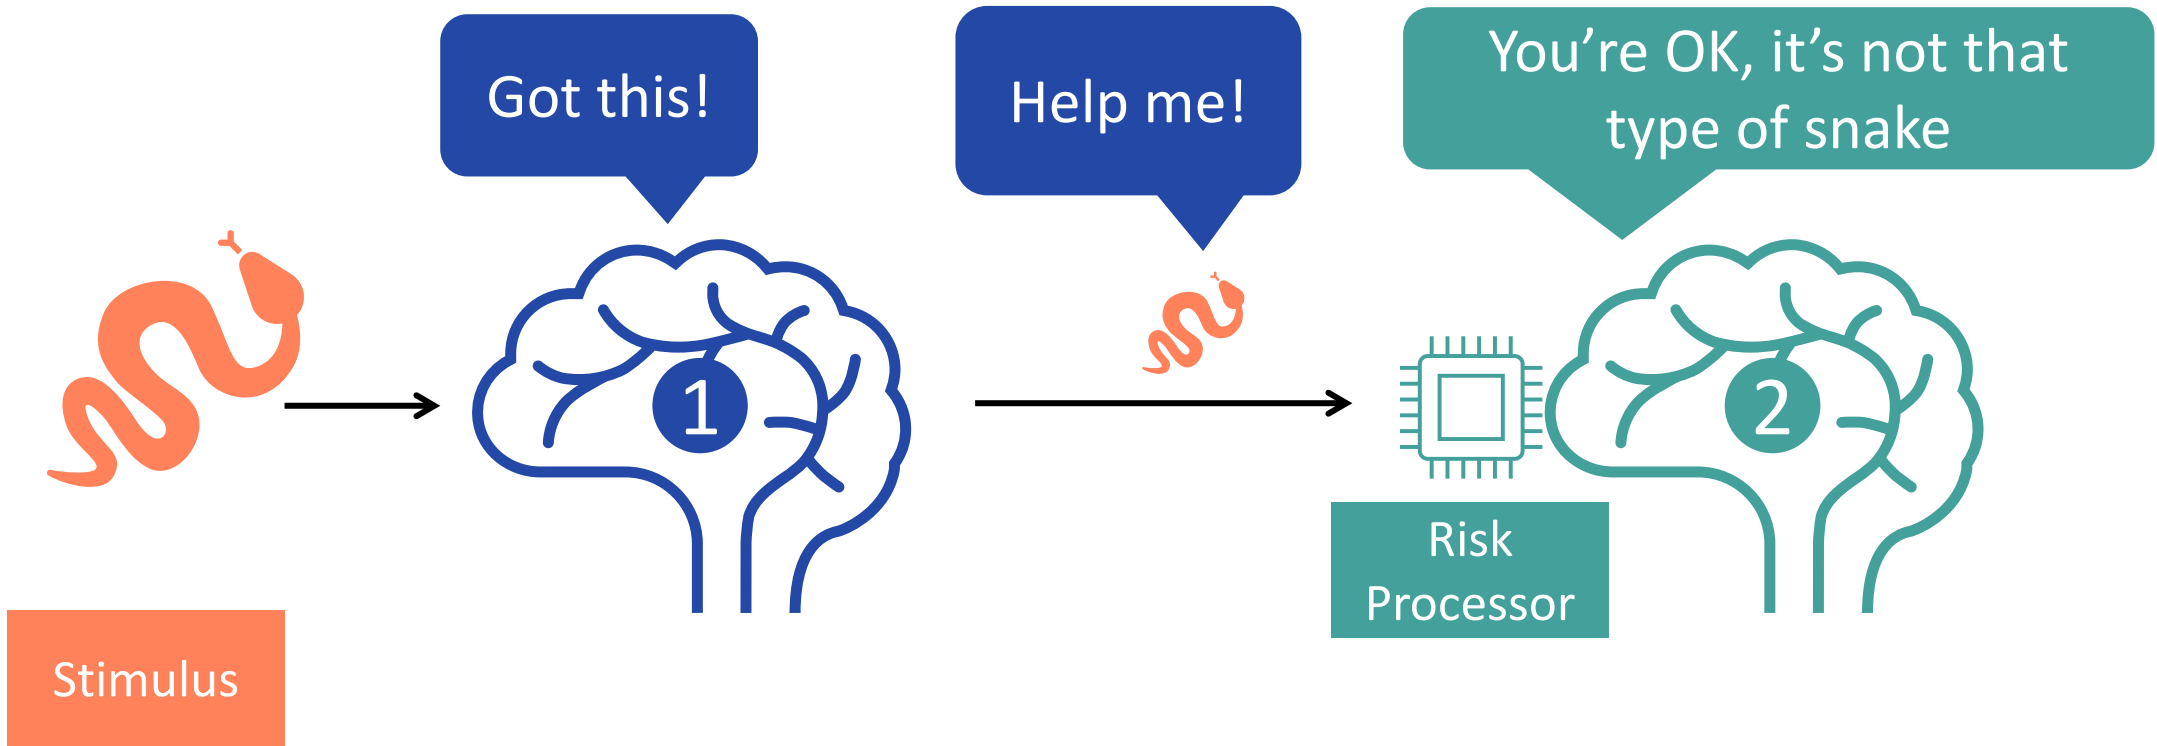 Got this!
Help me!
You’re OK, it’s not that
type of snake
1
2
Risk
Processor
Stimulus